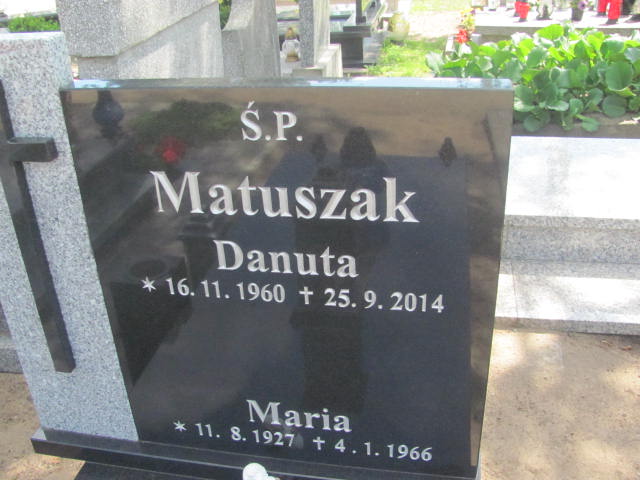 Ś.P.
Matuszak
Danuta
* 16. 11. 1960 ✝ 25. 9. 2014
Maria
* 11. 8. 1927 ✝ 4. 1. 1966